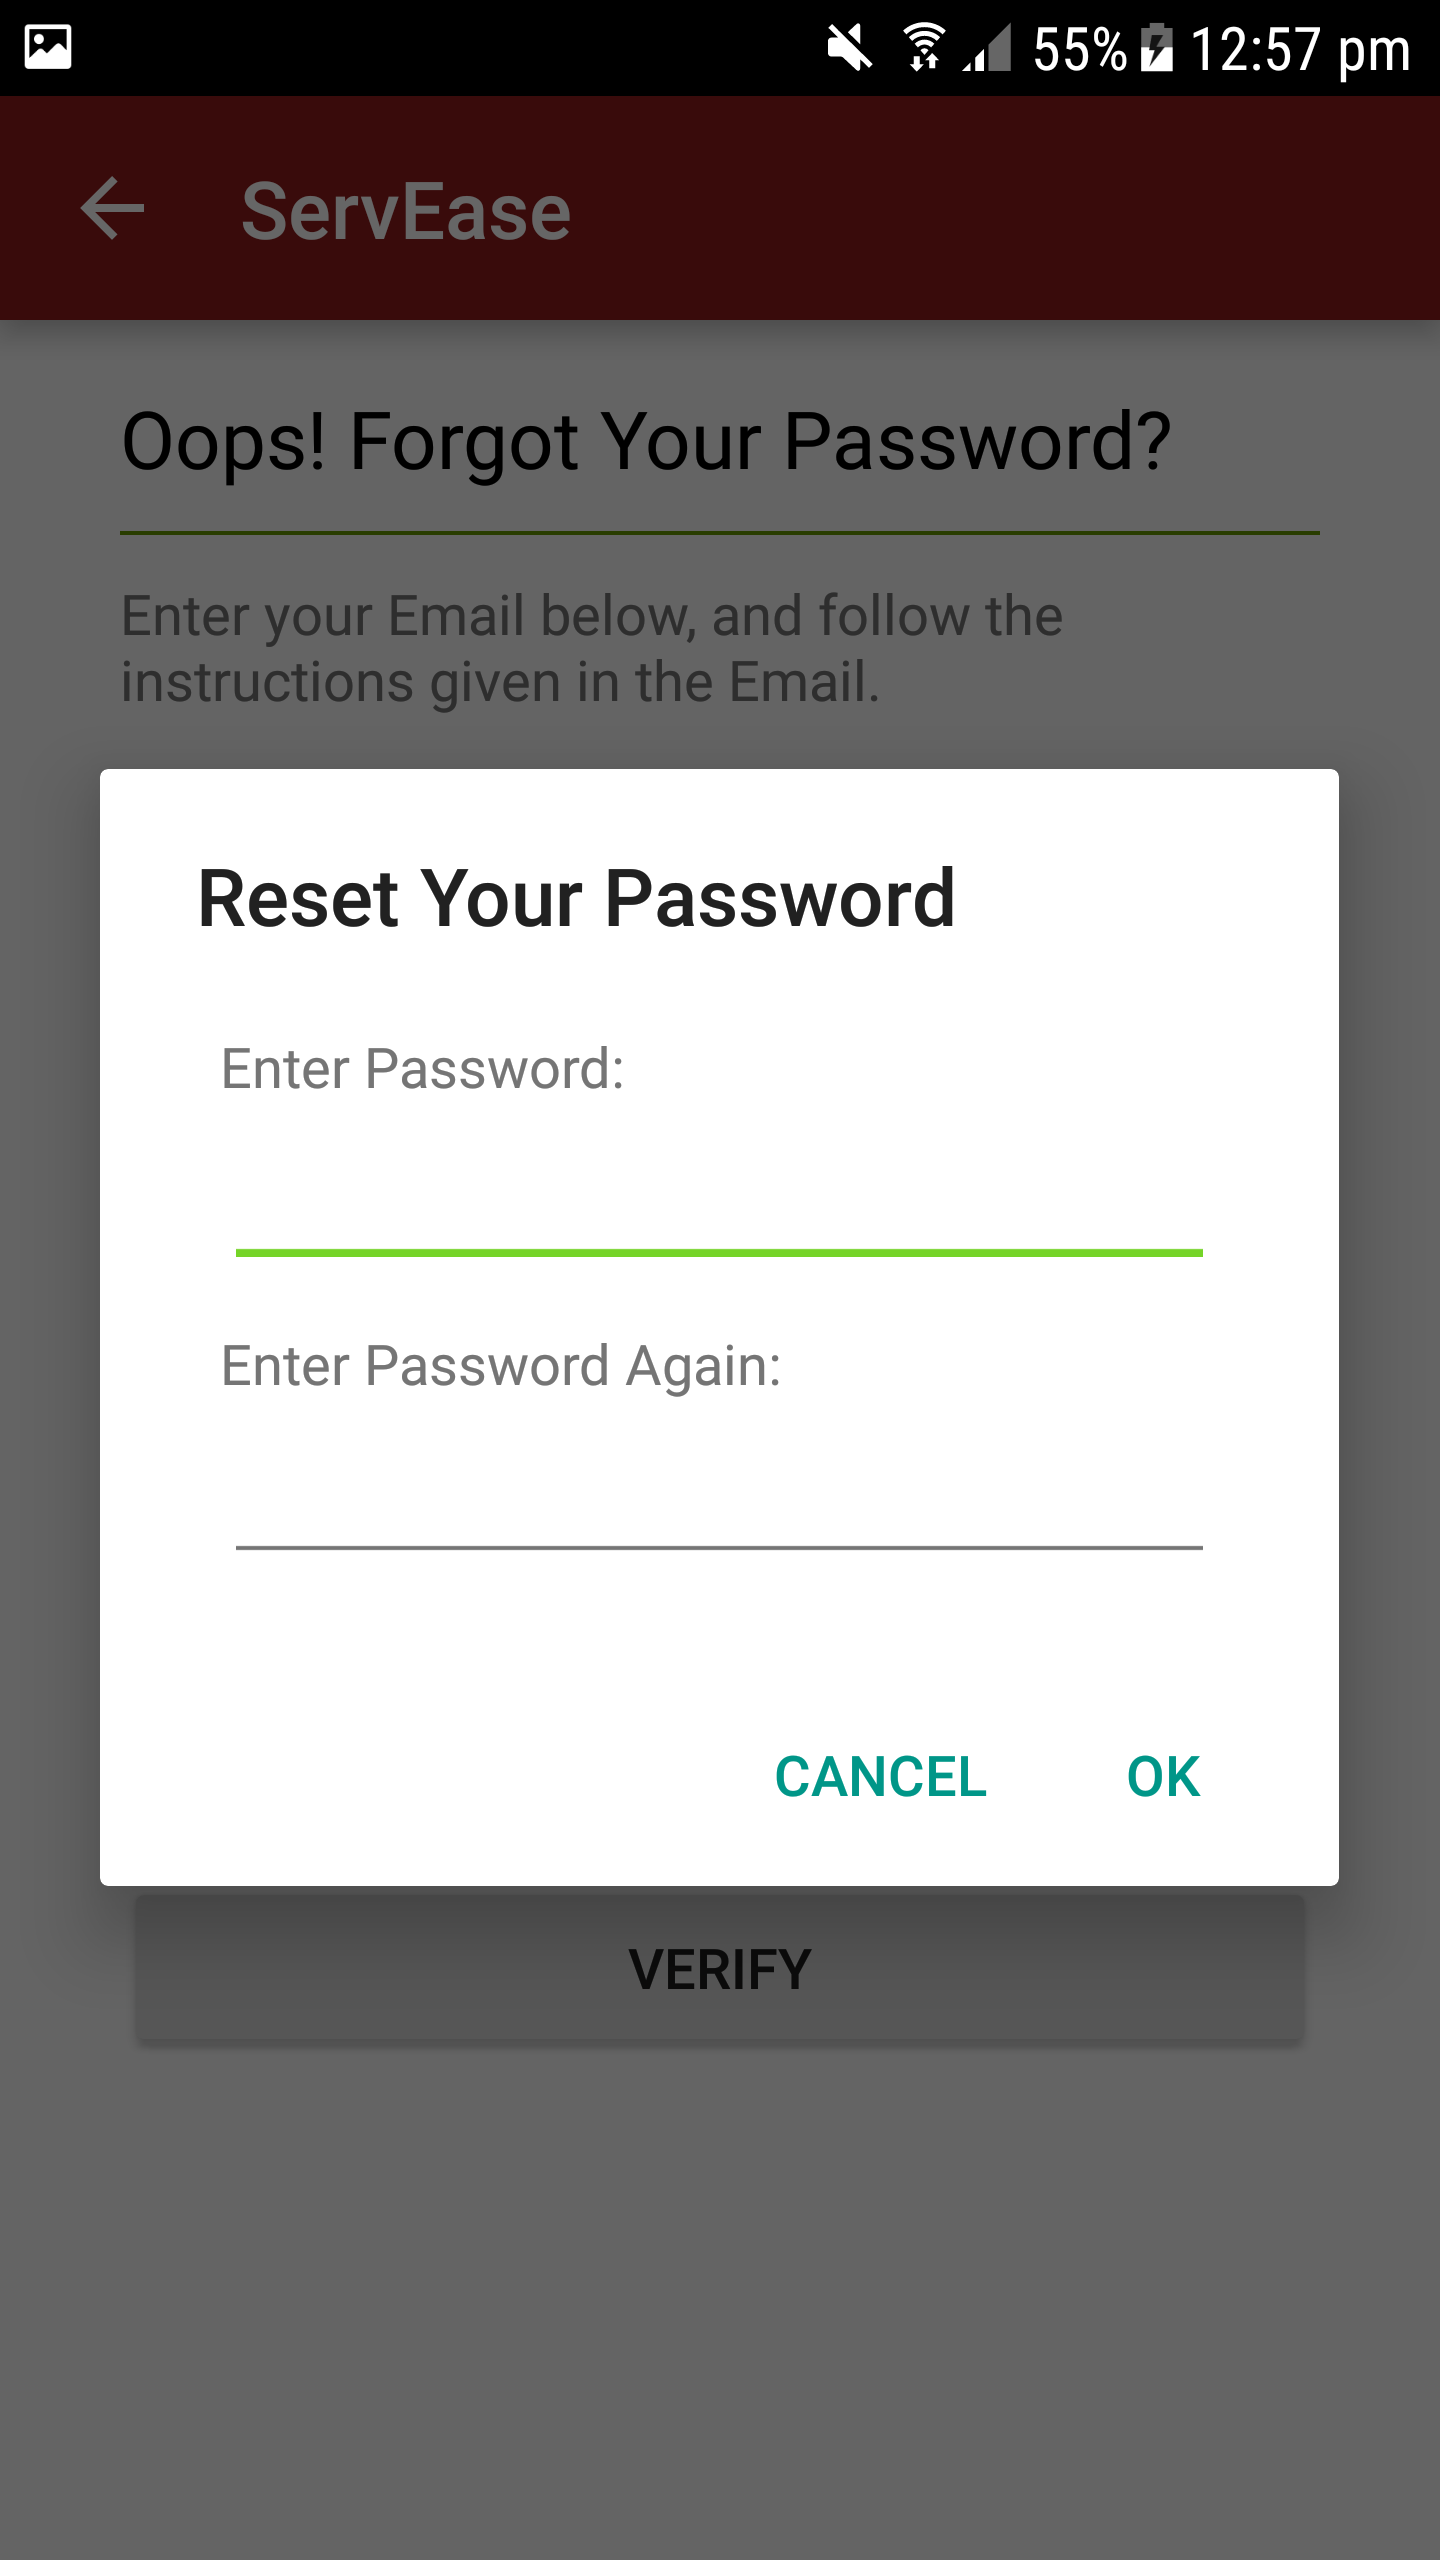 55% 12:57 pm
ServEase
Oops! Forgot Your Password?
Enter your Email below, and follow the
instructions given in the Email.
Reset Your Password
Enter Password:
Enter Password Again:
CANCEL OK
VERIFY